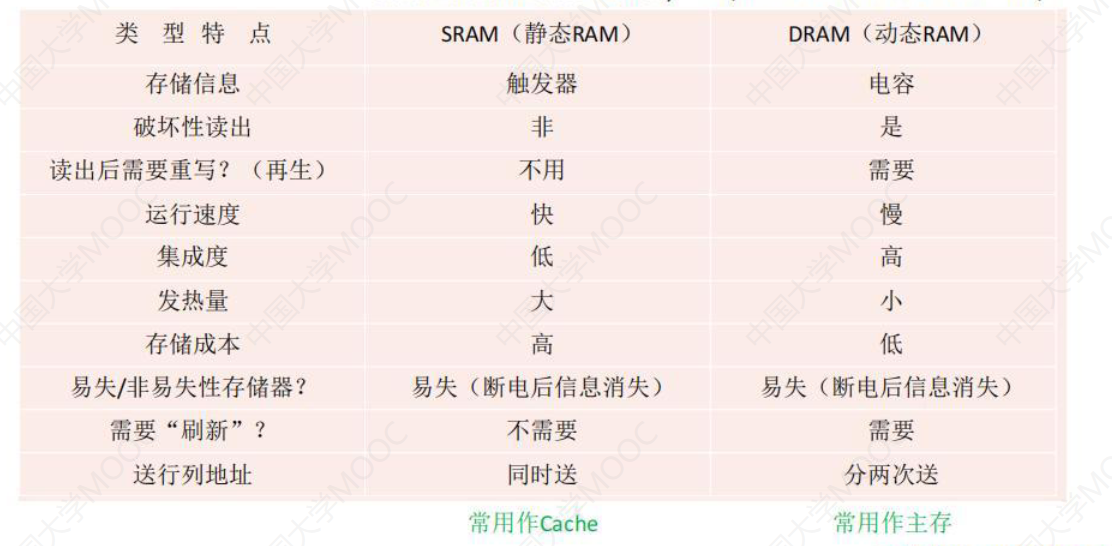 类 型 特 点 SRAM（静态RAM） DRAM（动态RAM）
存储信息 触发器 电容
破坏性读出 非 是
读出后需要重写？（再生） 不用 需要
运行速度 快 慢
集成度 低 高
发热量 大 小
存储成本 高 低
易失/非易失性存储器？ 易失（断电后信息消失） 易失（断电后信息消失）
需要“刷新”？ 不需要 需要
送行列地址 同时送 分两次送
常用作Cache 常用作主存
中国大学MOOC